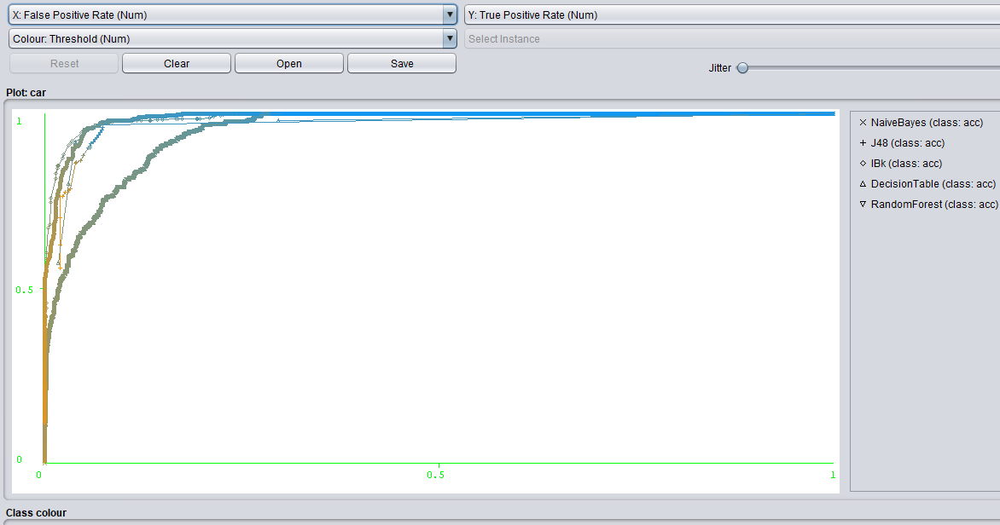 X: False Positive Rate (Num)
Y: True Positive Rate (Num)
Colour: Threshold (Num)
Select Instance
Reset
Clear
Open
Save
Jitter
Plot: car
1
0.5
0
0
0.5
1
NaiveBayes (class: acc)
J48 (class: acc)
IBk (class: acc)
DecisionTable (class: acc)
RandomForest (class: acc)
Class colour